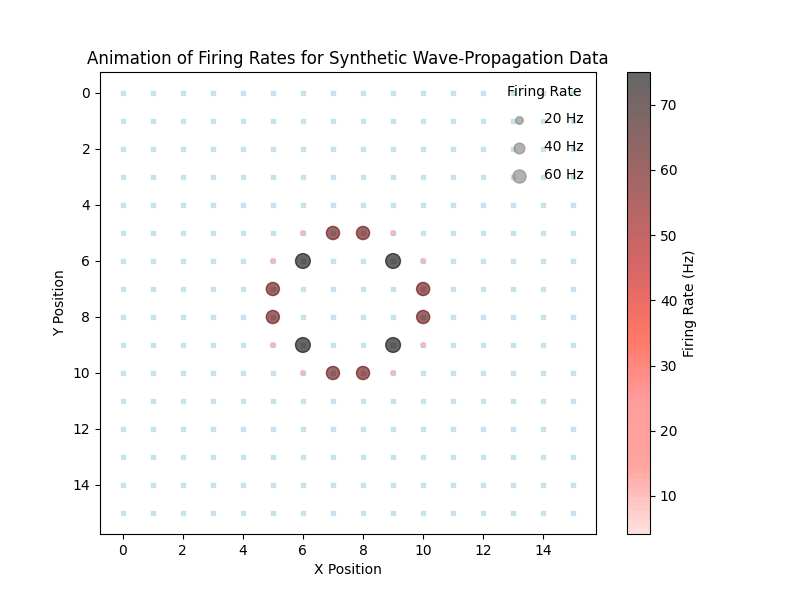 Animation of Firing Rates for Synthetic Wave-Propagation Data
Firing Rate
20 Hz
40 Hz
60 Hz
0
2
4
6
8
10
12
14
Y Position
0 2 4 6 8 10 12 14
X Position
70
60
50
40
30
20
10
Firing Rate (Hz)